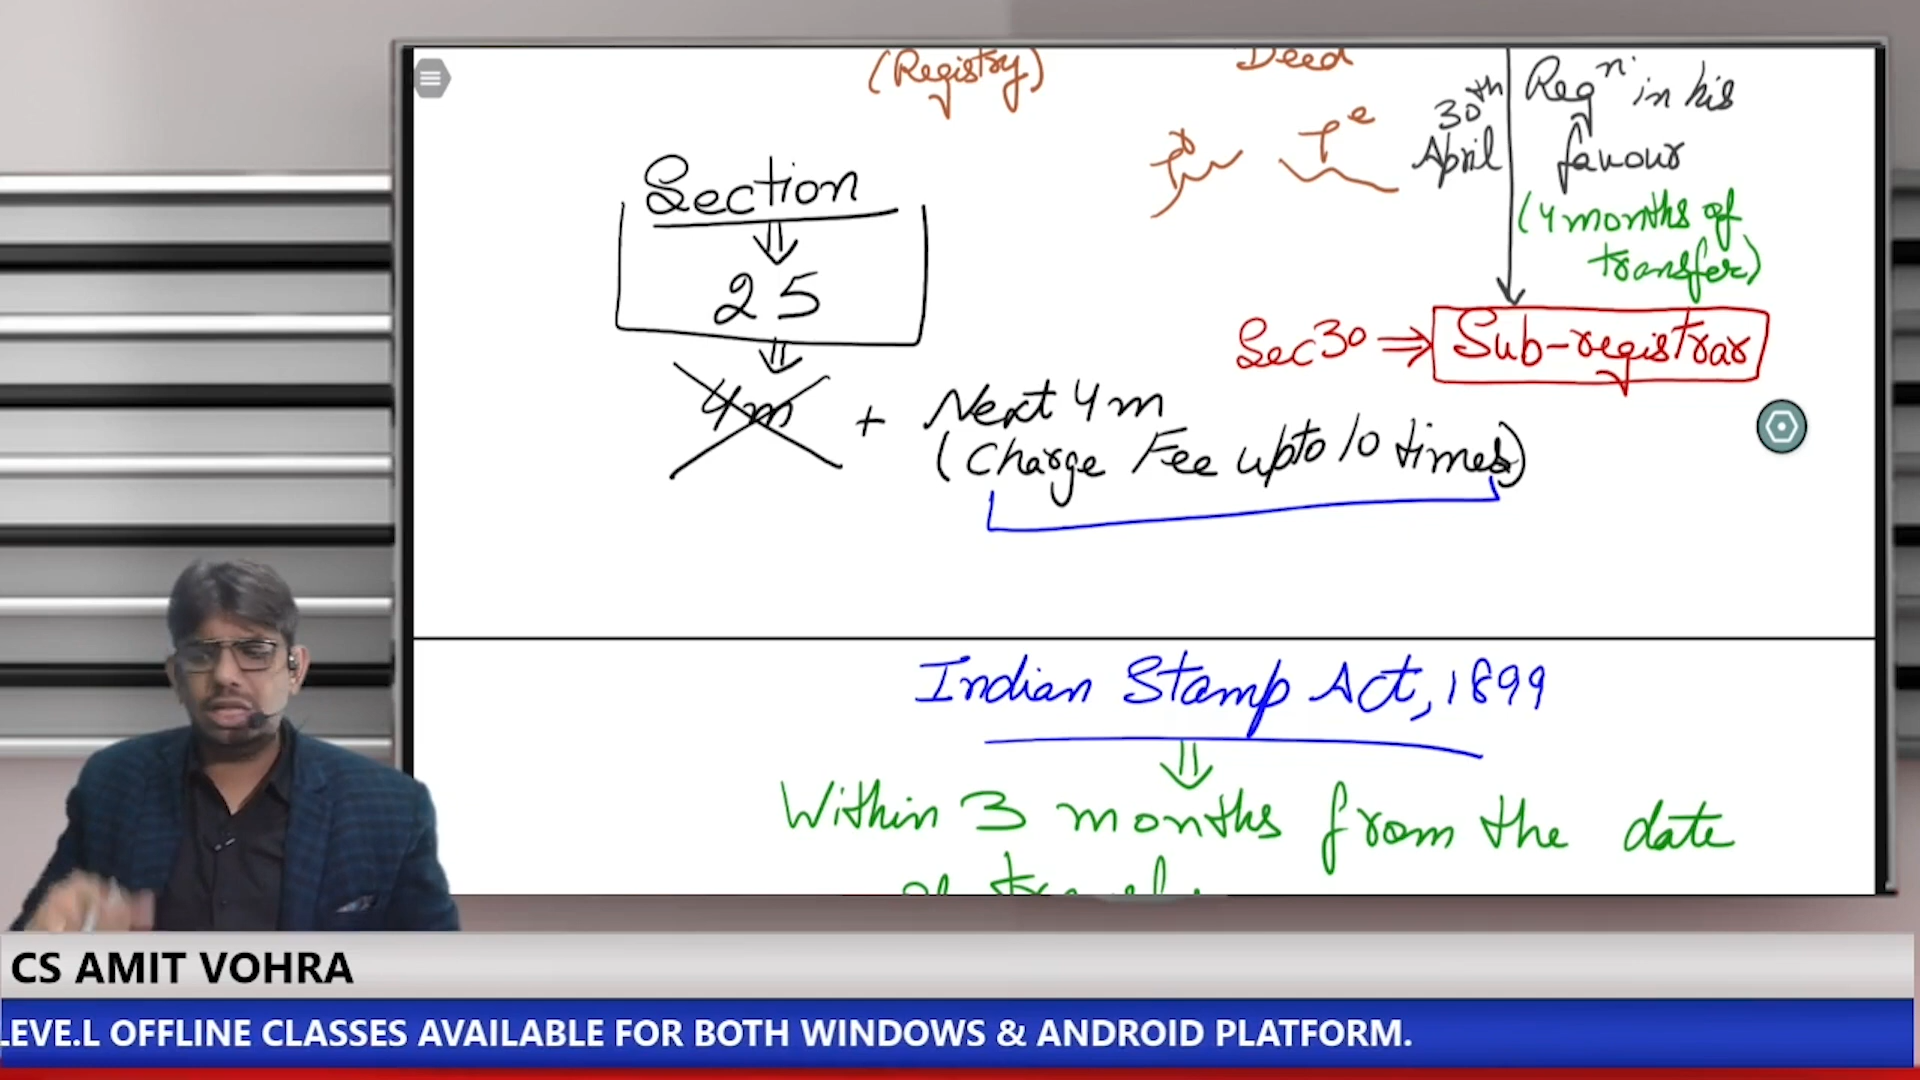 (Registry)
Deed
30th
April
Regn. in his
favour
(4 months of
transfer)
Section
25
Sec 30 ⇒ Sub-registrar
4m + Next 4m
(Charge Fee upto 10 times)
Indian Stamp Act, 1899
Within 3 months from the date
CS AMIT VOHRA
LEVE.L OFFLINE CLASSES AVAILABLE FOR BOTH WINDOWS & ANDROID PLATFORM.